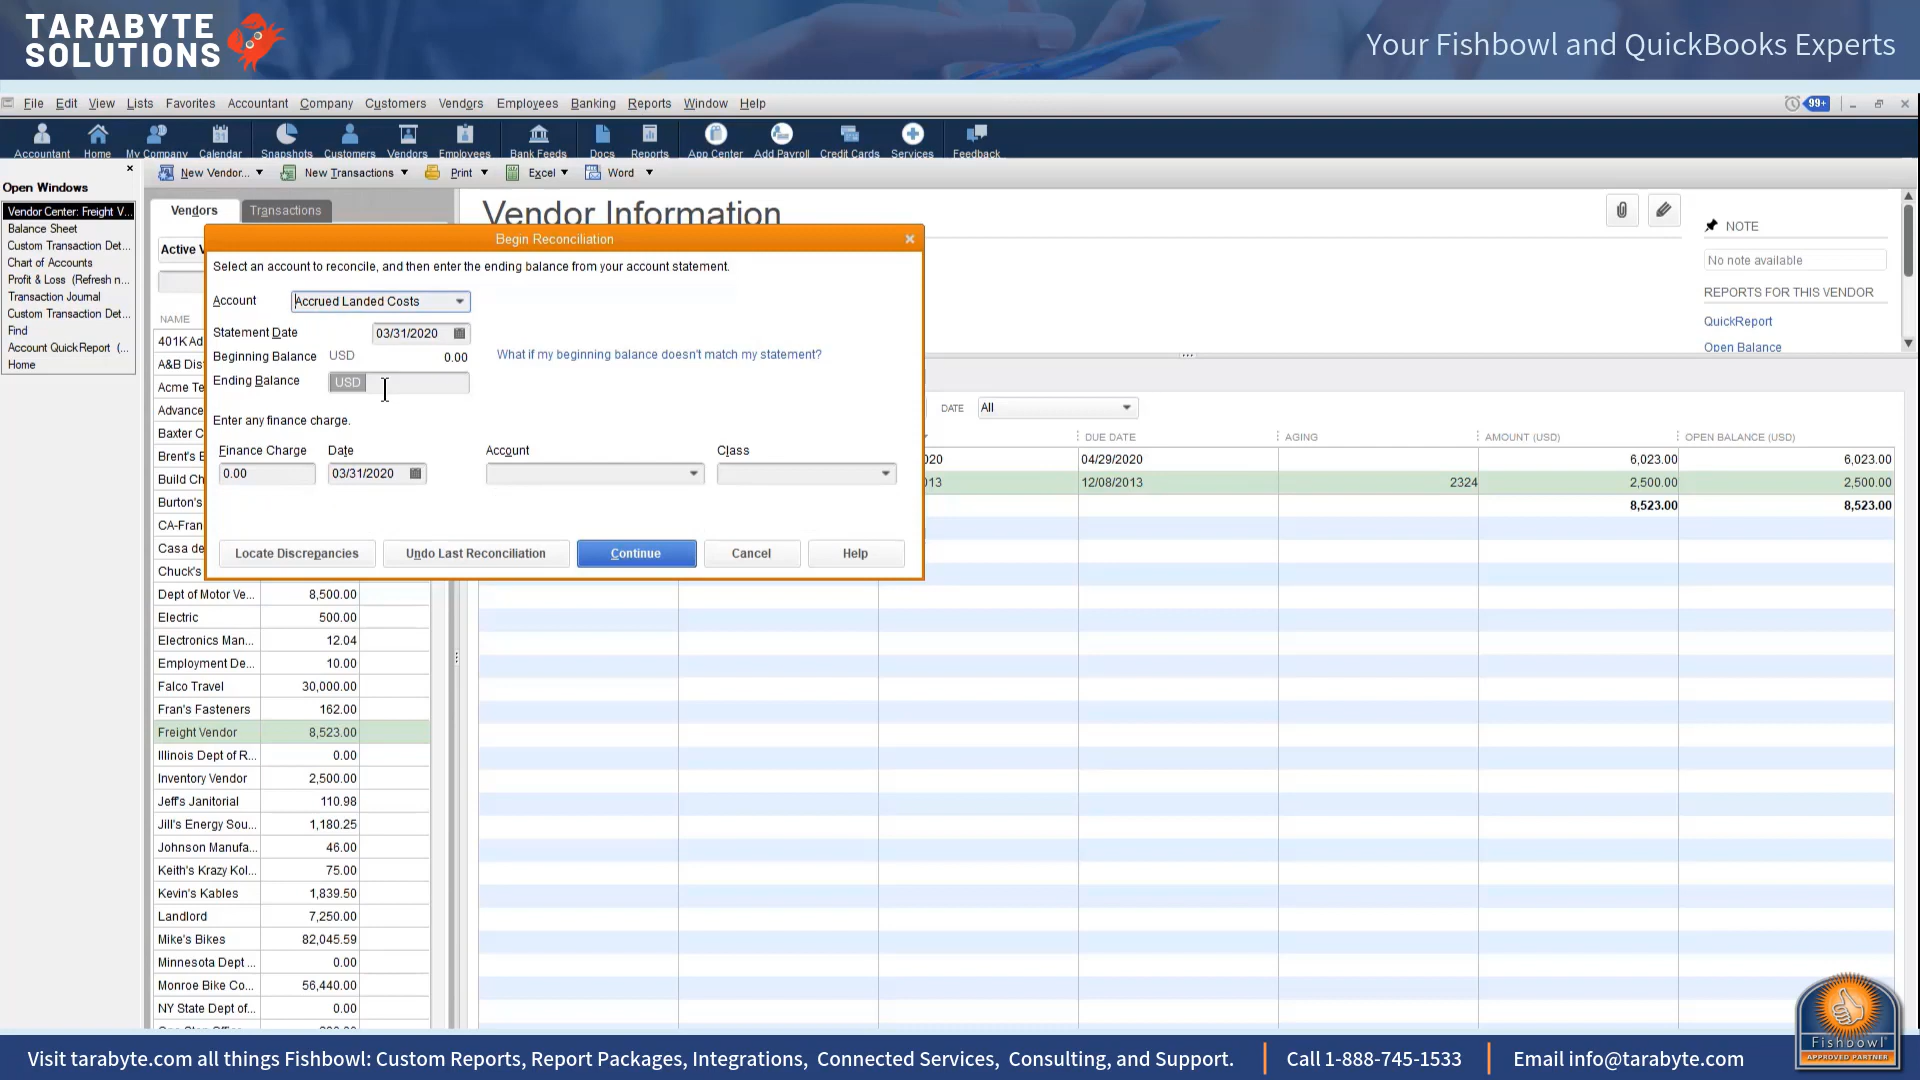 TARABYTE
SOLUTIONS
Your Fishbowl and QuickBooks Experts
File Edit View Lists Favorites Accountant Company Customers Vendors Employees Banking Reports Window Help
99+
Accountant Home My Company Calendar Snapshots Customers Vendors Employees Bank Feeds Docs Reports App Center Add Payroll Credit Cards Services Feedback
New Vendor... New Transactions Print Excel Word
Open Windows
Vendor Center: Freight V...
Balance Sheet
Custom Transaction Det...
Chart of Accounts
Profit & Loss (Refresh n...
Transaction Journal
Custom Transaction Det...
Find
Account QuickReport (...
Home
Vendors Transactions
Active V
NAME
401K Ad
A&B Dis
Acme Te
Advance
Baxter C
Brent's E
Build Ch
Burton's
CA-Fran
Casa de
Chuck's
Dept of Motor Ve... 8,500.00
Electric 500.00
Electronics Man... 12.04
Employment De... 10.00
Falco Travel 30,000.00
Fran's Fasteners 162.00
Freight Vendor 8,523.00
Illinois Dept of R... 0.00
Inventory Vendor 2,500.00
Jeff's Janitorial 110.98
Jill's Energy Sou... 1,180.25
Johnson Manufa... 46.00
Keith's Krazy Kol... 75.00
Kevin's Kables 1,839.50
Landlord 7,250.00
Mike's Bikes 82,045.59
Minnesota Dept ... 0.00
Monroe Bike Co... 56,440.00
NY State Dept of... 0.00
Vendor Information
NOTE
No note available
REPORTS FOR THIS VENDOR
QuickReport
Open Balance
Begin Reconciliation
Select an account to reconcile, and then enter the ending balance from your account statement.
Account Accrued Landed Costs
Statement Date 03/31/2020
Beginning Balance USD 0.00 What if my beginning balance doesn't match my statement?
Ending Balance USD
Enter any finance charge.
Finance Charge Date Account Class
0.00 03/31/2020
Locate Discrepancies Undo Last Reconciliation Continue Cancel Help
DATE All
DUE DATE AGING AMOUNT (USD) OPEN BALANCE (USD)
020 04/29/2020 6,023.00 6,023.00
013 12/08/2013 2324 2,500.00 2,500.00
8,523.00 8,523.00
Fishbowl
APPROVED PARTNER
Visit tarabyte.com all things Fishbowl: Custom Reports, Report Packages, Integrations, Connected Services, Consulting, and Support. Call 1-888-745-1533 Email info@tarabyte.com